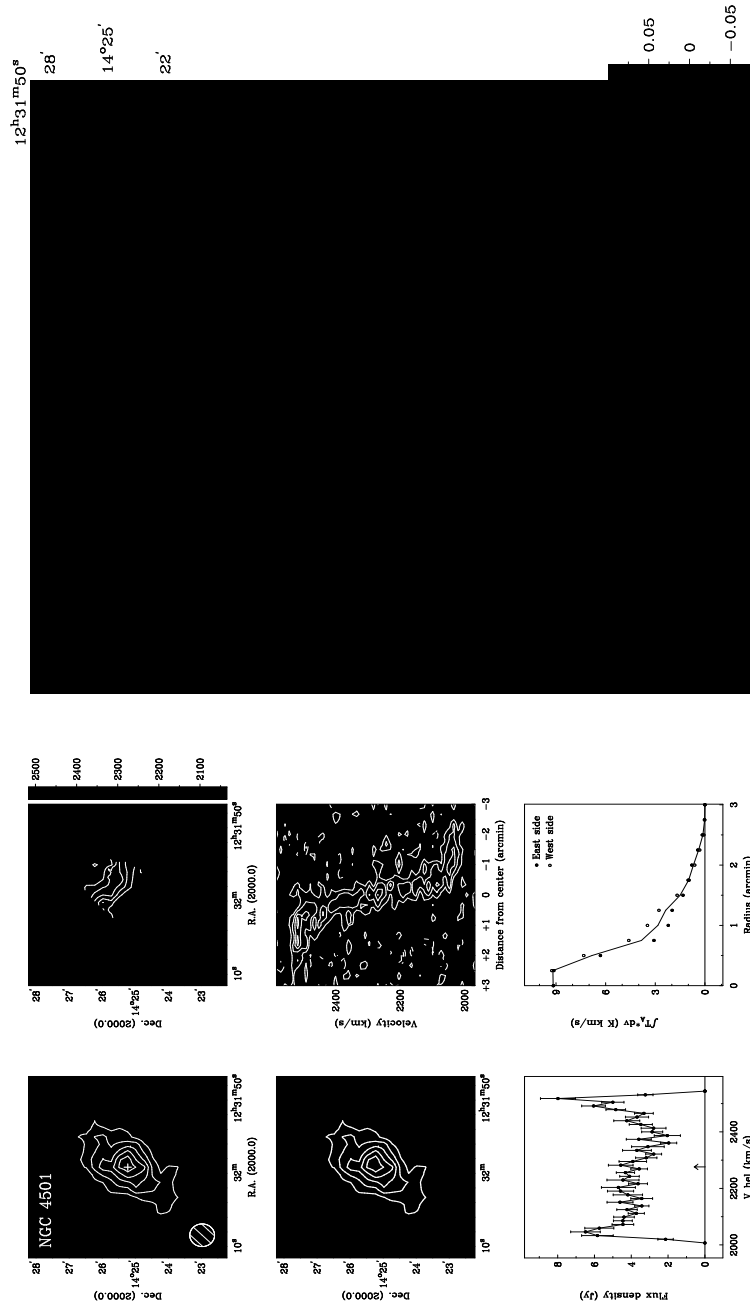 12ʰ31ᵐ50ˢ
28′ 14°25′ 22′
0.05 0 -0.05
2500 2400 2300 2200 2100
28′ 27′ 26′ 14°25′ 24′ 23′
Dec. (2000.0)
10ˢ 32ᵐ 12ʰ31ᵐ50ˢ
R.A. (2000.0)
2400 2200 2000
Velocity (km/s)
+3 +2 +1 0 -1 -2 -3
Distance from center (arcmin)
East side
West side
9 6 3 0
∫T_A*dv (K km/s)
0 1 2 3
Radius (arcmin)
NGC 4501
28′ 27′ 26′ 14°25′ 24′ 23′
Dec. (2000.0)
10ˢ 32ᵐ 12ʰ31ᵐ50ˢ
R.A. (2000.0)
28′ 27′ 26′ 14°25′ 24′ 23′
Dec. (2000.0)
10ˢ 32ᵐ 12ʰ31ᵐ50ˢ
R.A. (2000.0)
8 6 4 2 0
Flux density (Jy)
2000 2200 2400
V_hel (km/s)